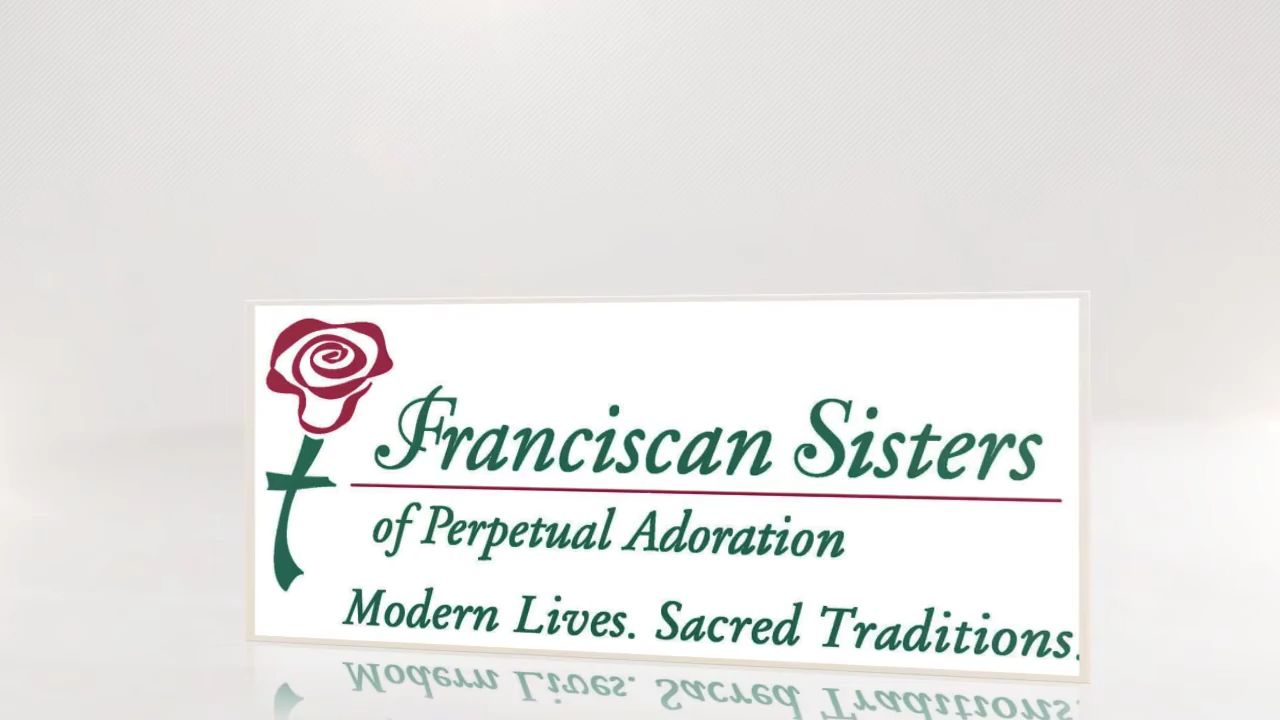 Franciscan Sisters
of Perpetual Adoration
Modern Lives. Sacred Traditions.